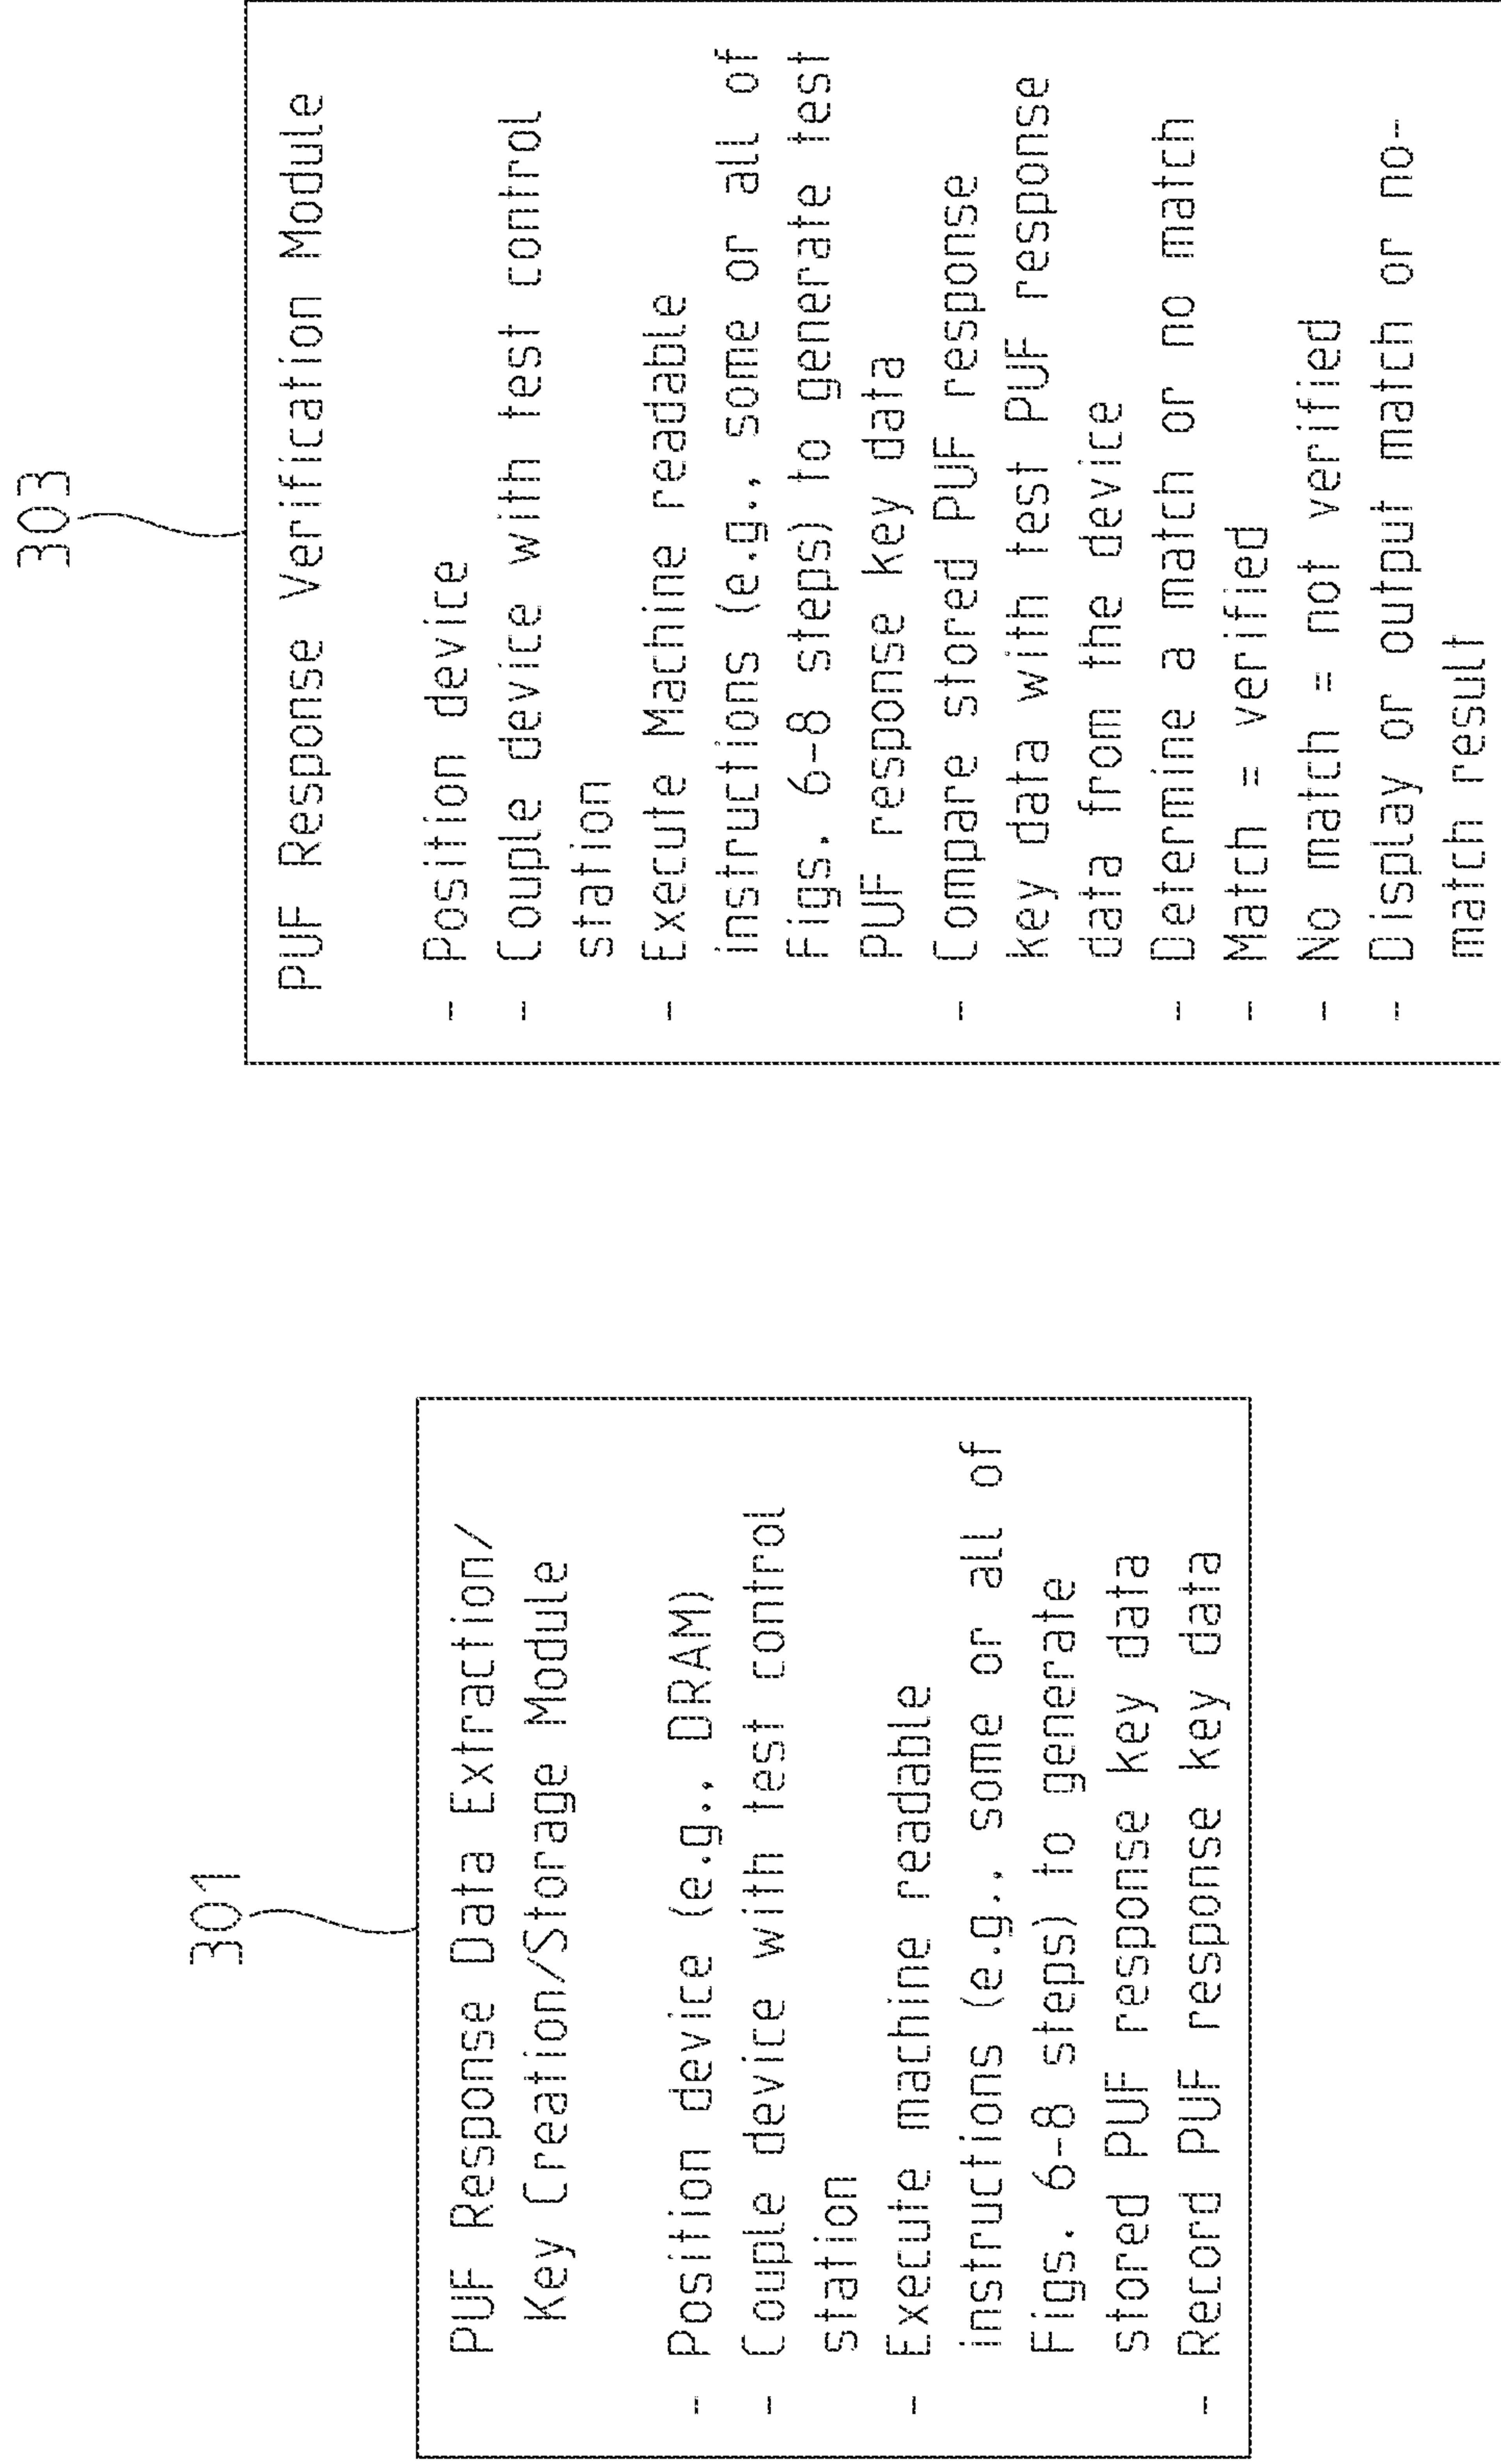 301
PUF Response Data Extraction/
Key Creation/Storage Module
- Position device (e.g., DRAM)
- Couple device with test control
station
- Execute machine readable
instructions (e.g., some or all of
Figs. 6-8 steps) to generate
stored PUF response key data
- Record PUF response key data
303
PUF Response Verification Module
- Position device
- Couple device with test control
station
- Execute Machine readable
instructions (e.g., some or all of
Figs. 6-8 steps) to generate test
PUF response key data
- Compare stored PUF response
key data with test PUF response
data from the device
- Determine a match or no match
- Match = verified
- No match = not verified
- Display or output match or no-
match result